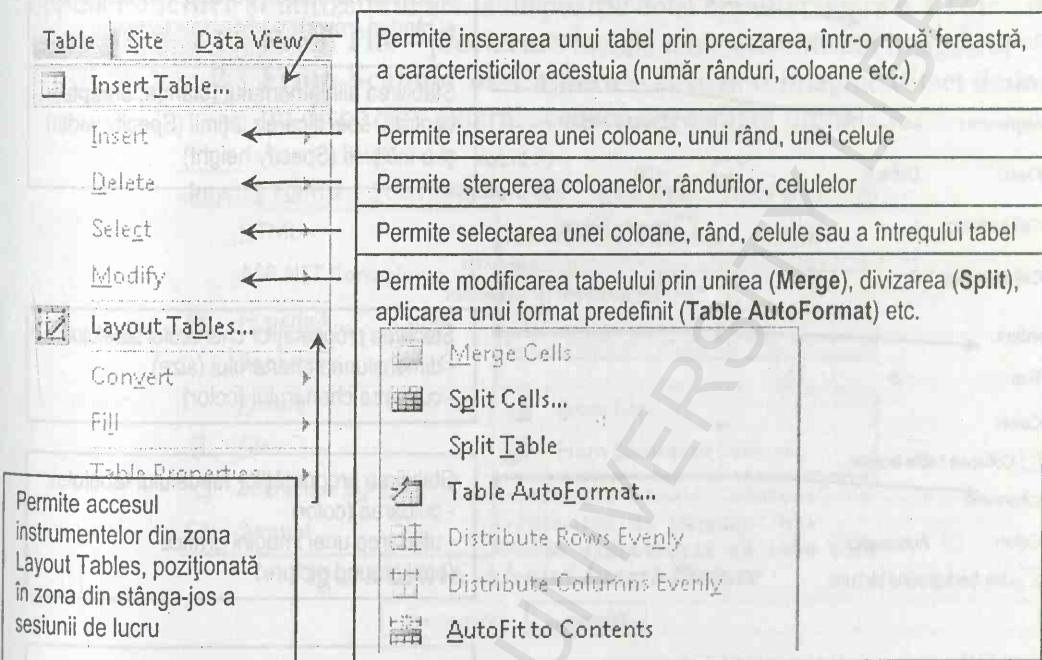 Table Site Data View
Permite inserarea unui tabel prin precizarea, într-o nouă fereastră,
a caracteristicilor acestuia (număr rânduri, coloane etc.)
Insert Table...
Insert
Permite inserarea unei coloane, unui rând, unei celule
Delete
Permite ştergerea coloanelor, rândurilor, celulelor
Select
Permite selectarea unei coloane, rând, celule sau a întregului tabel
Modify
Permite modificarea tabelului prin unirea (Merge), divizarea (Split),
aplicarea unui format predefinit (Table AutoFormat) etc.
Layout Tables...
Convert
Fill
Table Properties
Merge Cells
Split Cells...
Split Table
Table AutoFormat...
Distribute Rows Evenly
Distribute Columns Evenly
AutoFit to Contents
Permite accesul
instrumentelor din zona
Layout Tables, poziţionată
in zona din stânga-jos a
sesiunii de lucru
UNIVERSITY